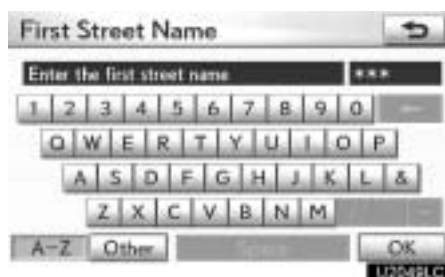 First Street Name
Enter the first street name ***
1 2 3 4 5 6 7 8 9 0 ←
Q W E R T Y U I O P
A S D F G H J K L &
Z X C V B N M / -
A-Z Other Space OK